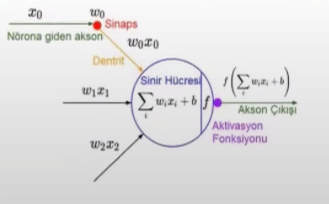 x₀ w₀
Sinaps
Nörona giden akson
w₀x₀
Dentrit
Sinir Hücresi
f(∑ᵢ wᵢxᵢ + b)
w₁x₁
∑ᵢ wᵢxᵢ + b f
Akson Çıkışı
Aktivasyon
Fonksiyonu
w₂x₂